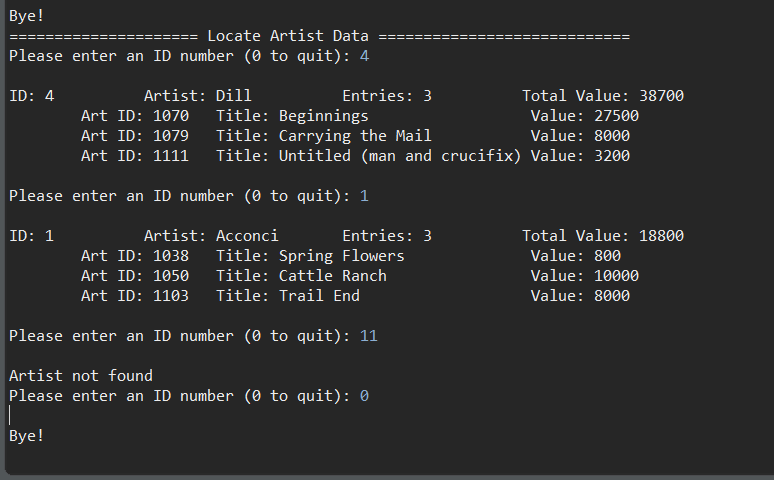 Bye!
===================== Locate Artist Data ============================
Please enter an ID number (0 to quit): 4
ID: 4          Artist: Dill          Entries: 3          Total Value: 38700
        Art ID: 1070   Title: Beginnings                  Value: 27500
        Art ID: 1079   Title: Carrying the Mail           Value: 8000
        Art ID: 1111   Title: Untitled (man and crucifix) Value: 3200
Please enter an ID number (0 to quit): 1
ID: 1          Artist: Acconci       Entries: 3          Total Value: 18800
        Art ID: 1038   Title: Spring Flowers              Value: 800
        Art ID: 1050   Title: Cattle Ranch                Value: 10000
        Art ID: 1103   Title: Trail End                   Value: 8000
Please enter an ID number (0 to quit): 11
Artist not found
Please enter an ID number (0 to quit): 0
Bye!